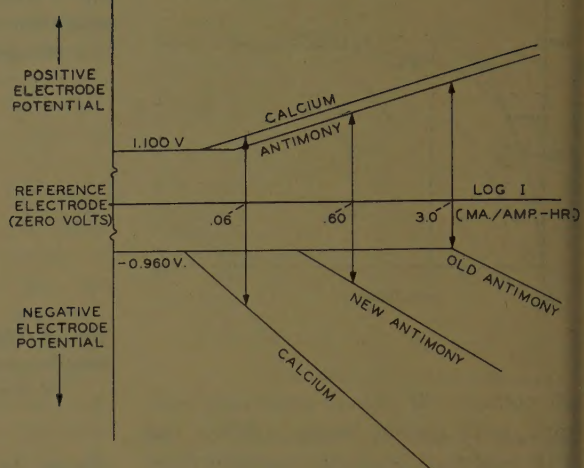 POSITIVE
ELECTRODE
POTENTIAL
CALCIUM
ANTIMONY
1.100 V
REFERENCE
ELECTRODE
(ZERO VOLTS)
.06
.60
3.0
LOG I
(MA./AMP.-HR.)
-0.960 V.
OLD ANTIMONY
NEW ANTIMONY
CALCIUM
NEGATIVE
ELECTRODE
POTENTIAL